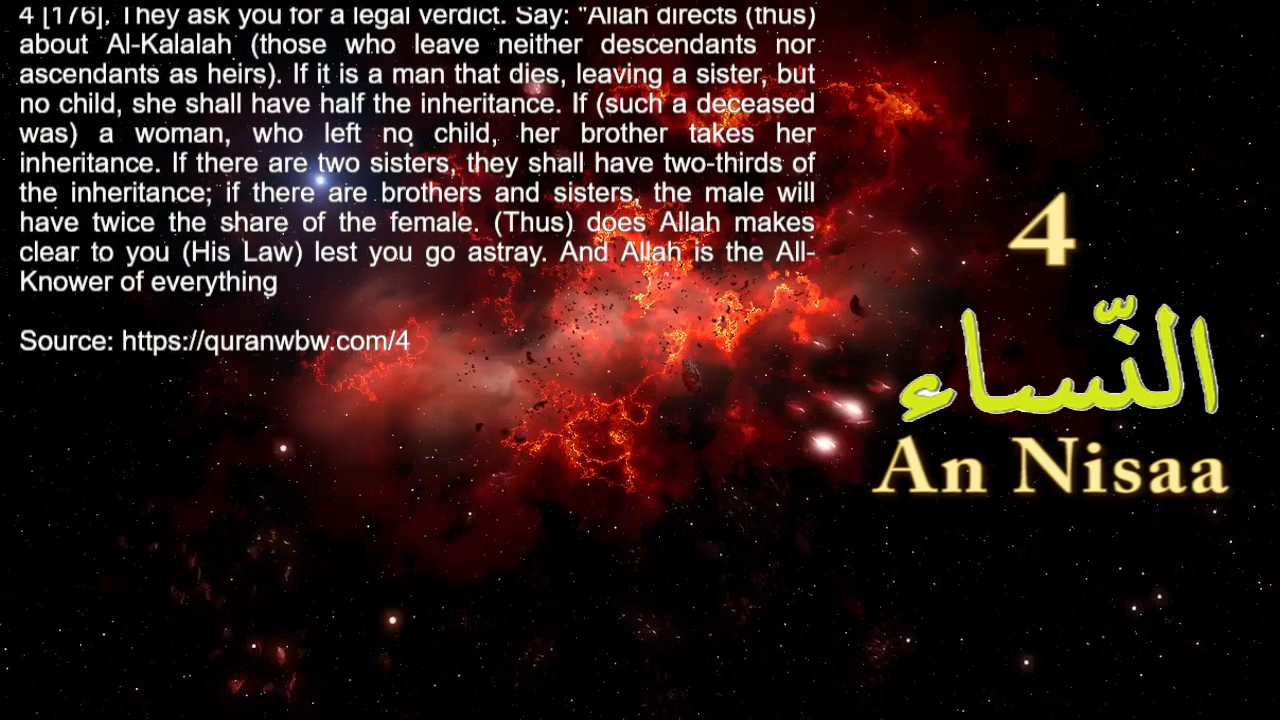 4 [176]. They ask you for a legal verdict. Say: "Allah directs (thus)
about Al-Kalalah (those who leave neither descendants nor
ascendants as heirs). If it is a man that dies, leaving a sister, but
no child, she shall have half the inheritance. If (such a deceased
was) a woman, who left no child, her brother takes her
inheritance. If there are two sisters, they shall have two-thirds of
the inheritance; if there are brothers and sisters, the male will
have twice the share of the female. (Thus) does Allah makes
clear to you (His Law) lest you go astray. And Allah is the All-
Knower of everything
Source: https://quranwbw.com/4
4
النّساء
An Nisaa